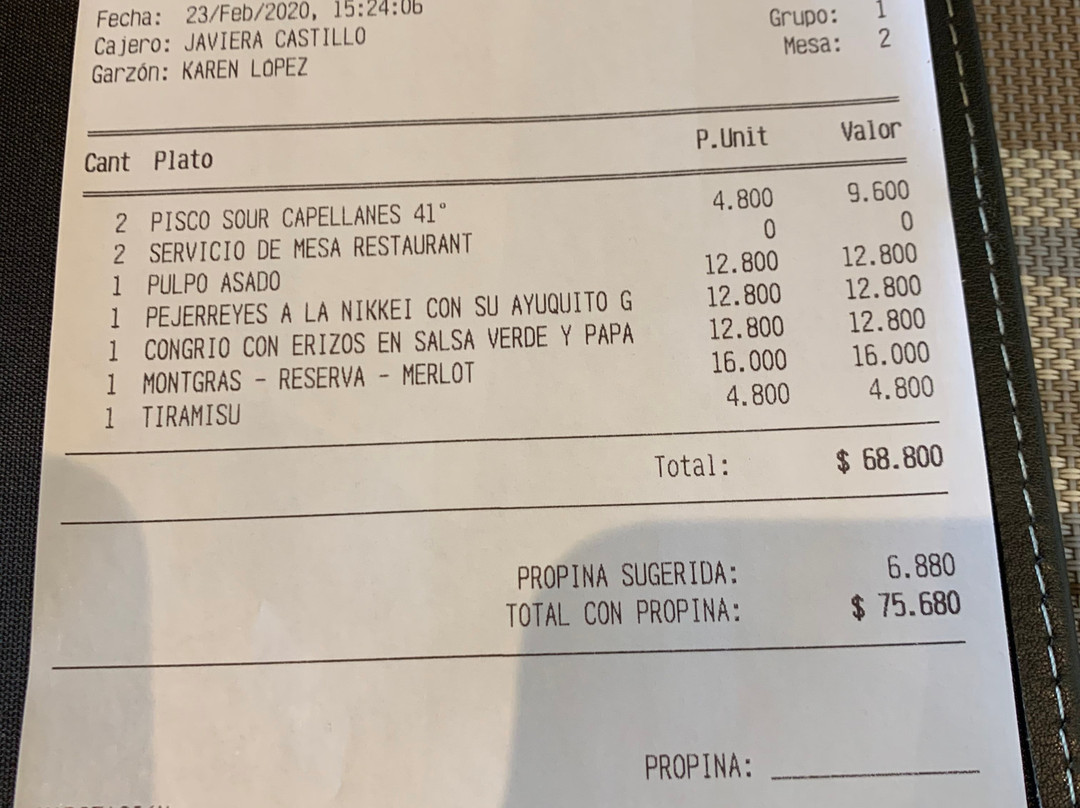 Fecha: 23/Feb/2020, 15:24:06 Grupo: 1
Cajero: JAVIERA CASTILLO Mesa: 2
Garzón: KAREN LOPEZ
Cant Plato P.Unit Valor
2 PISCO SOUR CAPELLANES 41° 4.800 9.600
2 SERVICIO DE MESA RESTAURANT 0 0
1 PULPO ASADO 12.800 12.800
1 PEJERREYES A LA NIKKEI CON SU AYUQUITO G 12.800 12.800
1 CONGRIO CON ERIZOS EN SALSA VERDE Y PAPA 12.800 12.800
1 MONTGRAS - RESERVA - MERLOT 16.000 16.000
1 TIRAMISU 4.800 4.800
Total: $ 68.800
PROPINA SUGERIDA: 6.880
TOTAL CON PROPINA: $ 75.680
PROPINA: